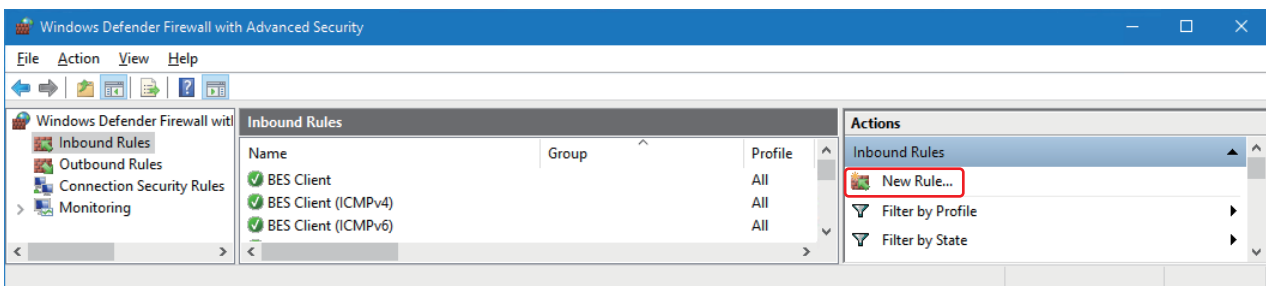 Windows Defender Firewall with Advanced Security
File Action View Help
Windows Defender Firewall witl
Inbound Rules
Outbound Rules
Connection Security Rules
Monitoring
Inbound Rules
Name Group Profile
BES Client All
BES Client (ICMPv4) All
BES Client (ICMPv6) All
Actions
Inbound Rules
New Rule...
Filter by Profile
Filter by State